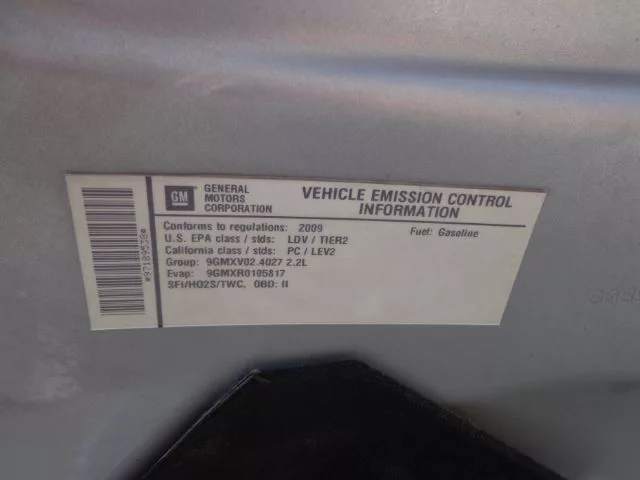 GM
GENERAL
MOTORS
CORPORATION
VEHICLE EMISSION CONTROL
INFORMATION
Conforms to regulations: 2009
Fuel: Gasoline
U.S. EPA class / stds: LDV / TIER2
California class / stds: PC / LEV2
Group: 9GMXV02.4027 2.2L
Evap: 9GMXR0105817
SFI/HO2S/TWC, OBD: II
*97189538*